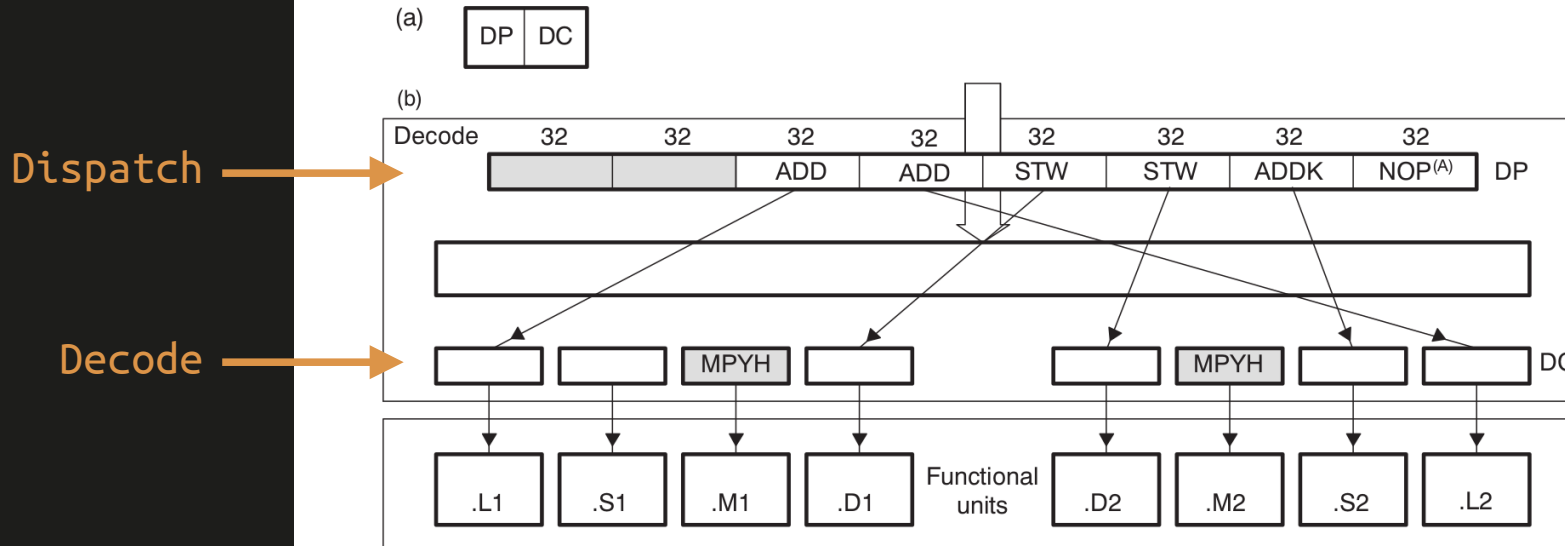 (a)
DP DC
(b)
Decode 32 32 32 32 32 32 32 32
Dispatch
ADD ADD STW STW ADDK NOP(A) DP
Decode
MPYH MPYH DC
.L1 .S1 .M1 .D1 Functional units .D2 .M2 .S2 .L2